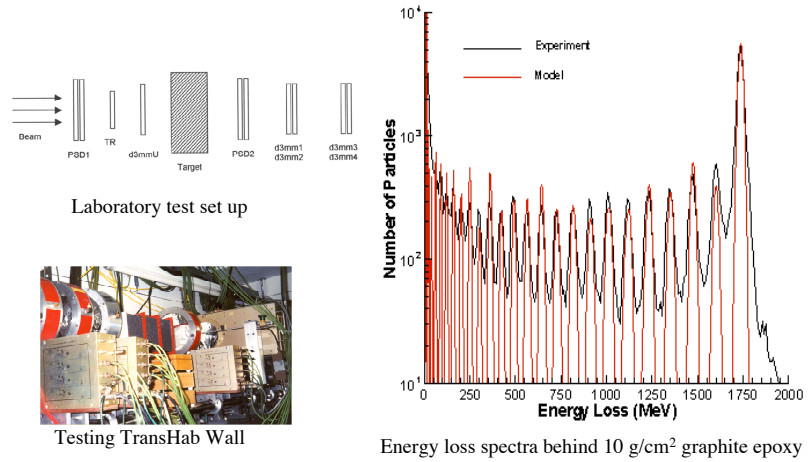 Beam
PSD1
TR
d3mmU
Target
PSD2
d3mm1
d3mm2
d3mm3
d3mm4
Laboratory test set up
Testing TransHab Wall
10⁴
10³
10²
10¹
Number of Particles
Experiment
Model
0 250 500 750 1000 1250 1500 1750 2000
Energy Loss (MeV)
Energy loss spectra behind 10 g/cm² graphite epoxy